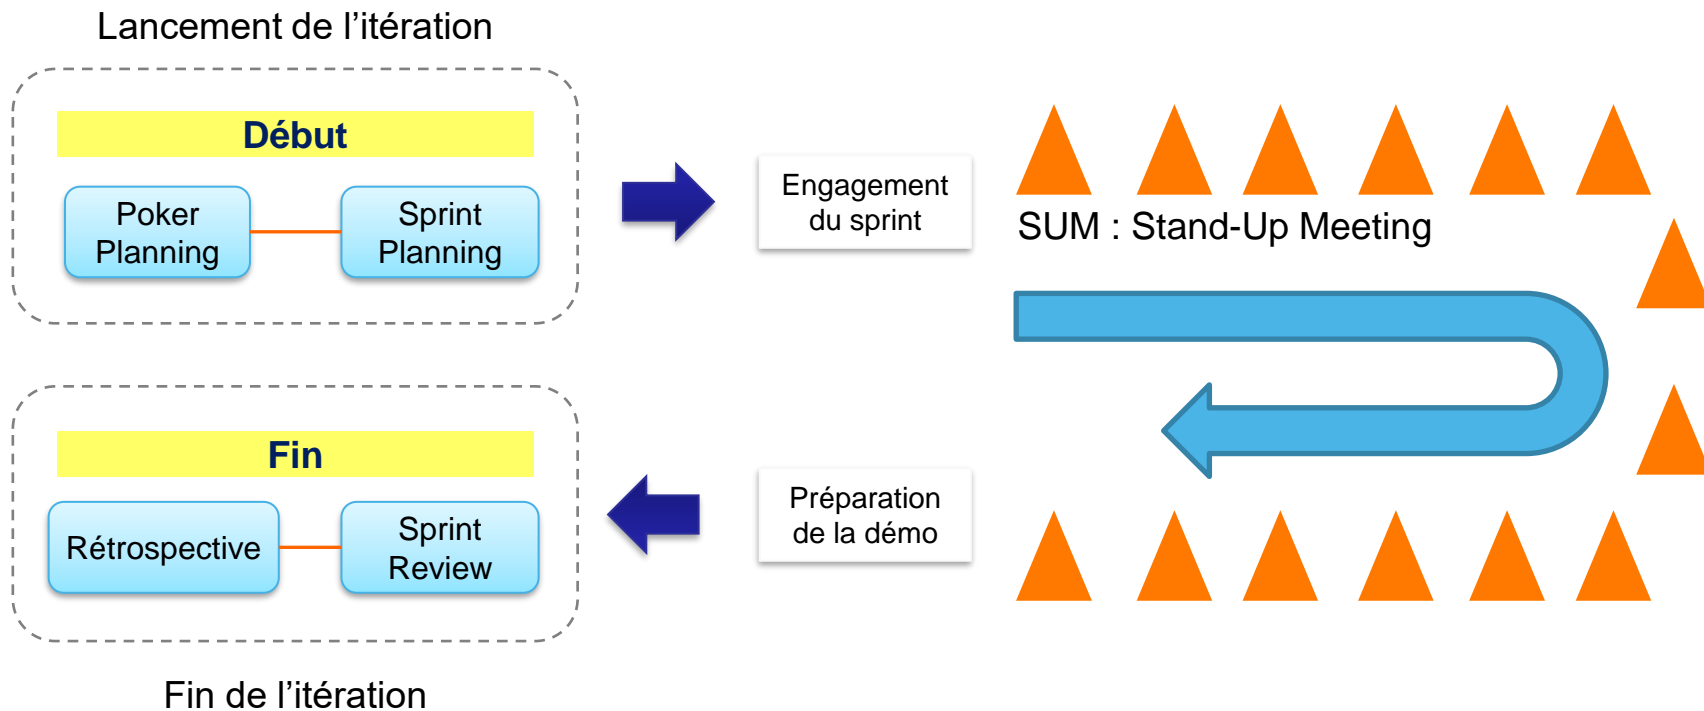 Lancement de l’itération
Début
Poker
Planning
Sprint
Planning
Engagement
du sprint
SUM : Stand-Up Meeting
Fin
Rétrospective
Sprint
Review
Préparation
de la démo
Fin de l’itération